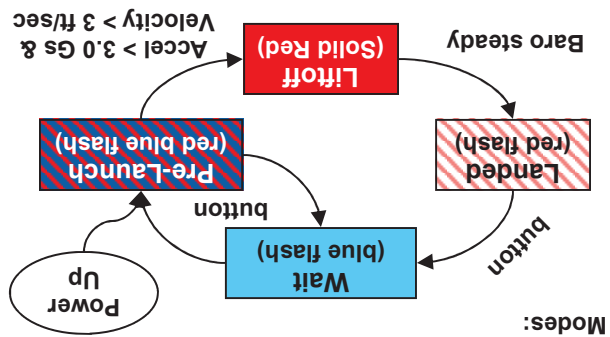 Modes:
Power
Up
Wait
(blue flash)
button
button
Pre-Launch
(red blue flash)
Landed
(red flash)
Liftoff
(Solid Red)
Baro steady
Accel > 3.0 Gs &
Velocity > 3 ft/sec